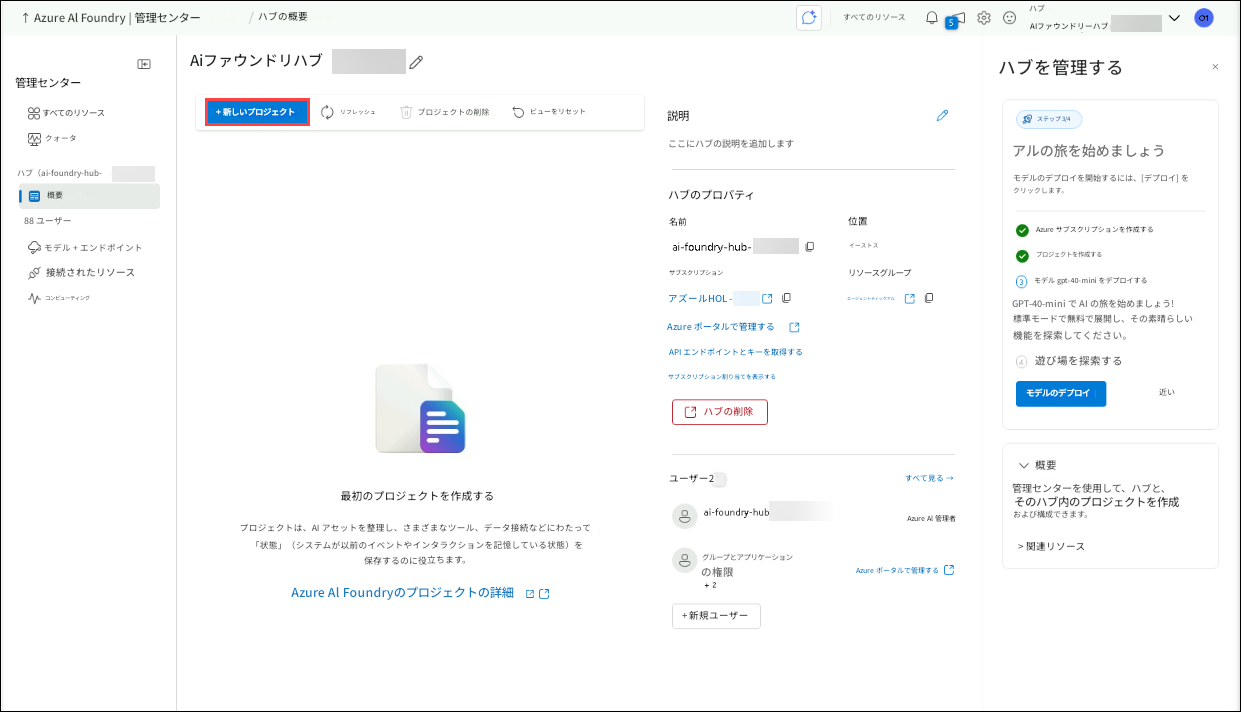 ↑ Azure AI Foundry | 管理センター
/ ハブの概要
すべてのリソース
5
ハブ
AIファウンドリーハブ
01
管理センター
すべてのリソース
クォータ
ハブ（ai-foundry-hub-
概要
88 ユーザー
モデル + エンドポイント
接続されたリソース
コンピューティング
Aiファウンドリハブ
+ 新しいプロジェクト
リフレッシュ
プロジェクトの削除
ビューをリセット
最初のプロジェクトを作成する
プロジェクトは、AI アセットを整理し、さまざまなツール、データ接続などにわたって
「状態」（システムが以前のイベントやインタラクションを記憶している状態）を
保存するのに役立ちます。
Azure Al Foundryのプロジェクトの詳細
説明
ここにハブの説明を追加します
ハブのプロパティ
名前
位置
ai-foundry-hub-
イーストス
サブスクリプション
リソースグループ
アズールHOL -
エージェントティックアル
Azure ポータルで管理する
API エンドポイントとキーを取得する
サブスクリプション割り当てを表示する
ハブの削除
ユーザー2
すべて見る →
ai-foundry-hub
Azure AI 管理者
グループとアプリケーション
の権限
+ 2
Azure ポータルで管理する
+新規ユーザー
ハブを管理する
×
ステップ 3/4
アルの旅を始めましょう
モデルのデプロイを開始するには、[デプロイ] を
クリックします。
Azure サブスクリプションを作成する
プロジェクトを作成する
3 モデル gpt-40-mini をデプロイする
GPT-40-mini で AI の旅を始めましょう!
標準モードで無料で展開し、その素晴らしい
機能を探索してください。
4 遊び場を探索する
モデルのデプロイ
近い
概要
管理センターを使用して、ハブと、
そのハブ内のプロジェクトを作成
および構成できます。
> 関連リソース